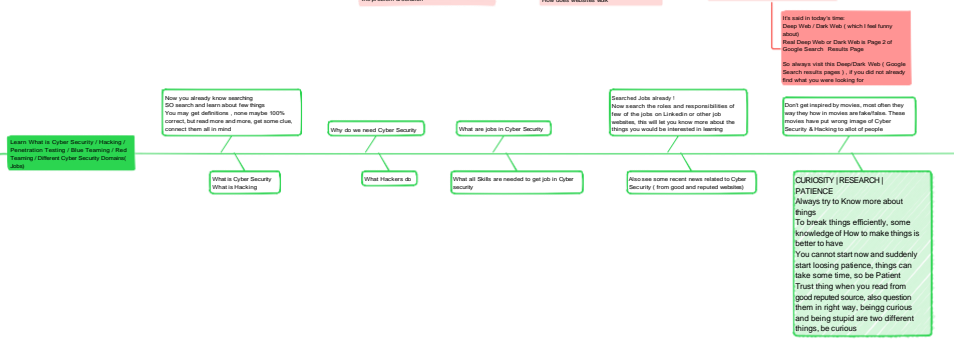 How does websites Wok
It's said in today's time:
Deep Web / Dark Web ( which I feel funny
about)
Real Deep Web or Dark Web is Page 2 of
Google Search Results Page
So always visit this Deep/Dark Web ( Google
Search results pages ) , if you did not already
find what you were looking for
Now you already know searching
SO search and learn about few things
You may get definitions , none maybe 100%
correct, but read more and more, get some clue,
connect them all in mind
Why do we need Cyber Security
What are jobs in Cyber Security
Searched Jobs already !
Now search the roles and responsibilities of
few of the jobs on Linkedin or other job
websites, this will let you know more about the
things you would be interested in learning
Don't get inspired by movies, most often they
way they how in movies are fake/false. These
movies have put wrong image of Cyber
Security & Hacking to allot of people
Learn What is Cyber Security / Hacking /
Penetration Testing / Blue Teaming / Red
Teaming / Different Cyber Security Domains(
Jobs)
What is Cyber Security
What is Hacking
What Hackers do
What all Skills are needed to get job in Cyber
security
Also see some recent news related to Cyber
Security ( from good and reputed websites)
CURIOSITY | RESEARCH |
PATIENCE
Always try to Know more about
things
To break things efficiently, some
knowledge of How to make things is
better to have
You cannot start now and suddenly
start loosing patience, things can
take some time, so be Patient
Trust thing when you read from
good reputed source, also question
them in right way, beingg curious
and being stupid are two different
things, be curious